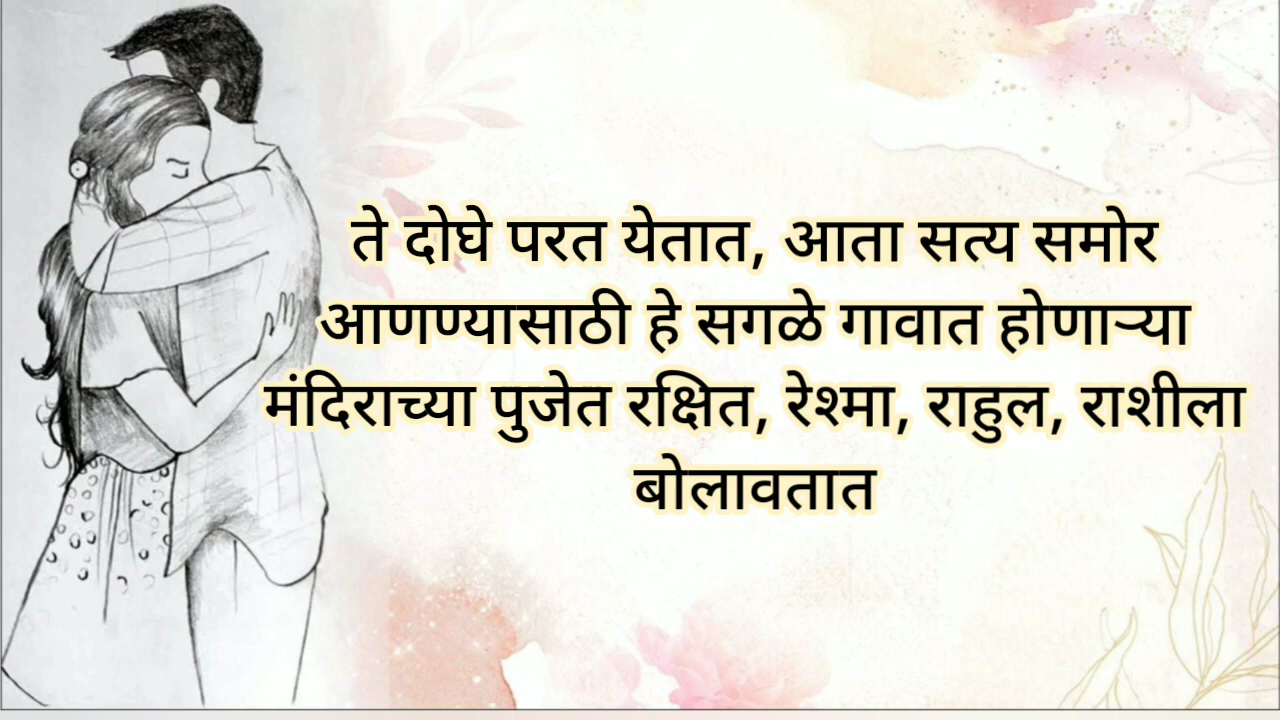 ते दोघे परत येतात, आता सत्य समोर
आणण्यासाठी हे सगळे गावात होणाऱ्या
मंदिराच्या पुजेत रक्षित, रेश्मा, राहुल, राशीला
बोलावतात